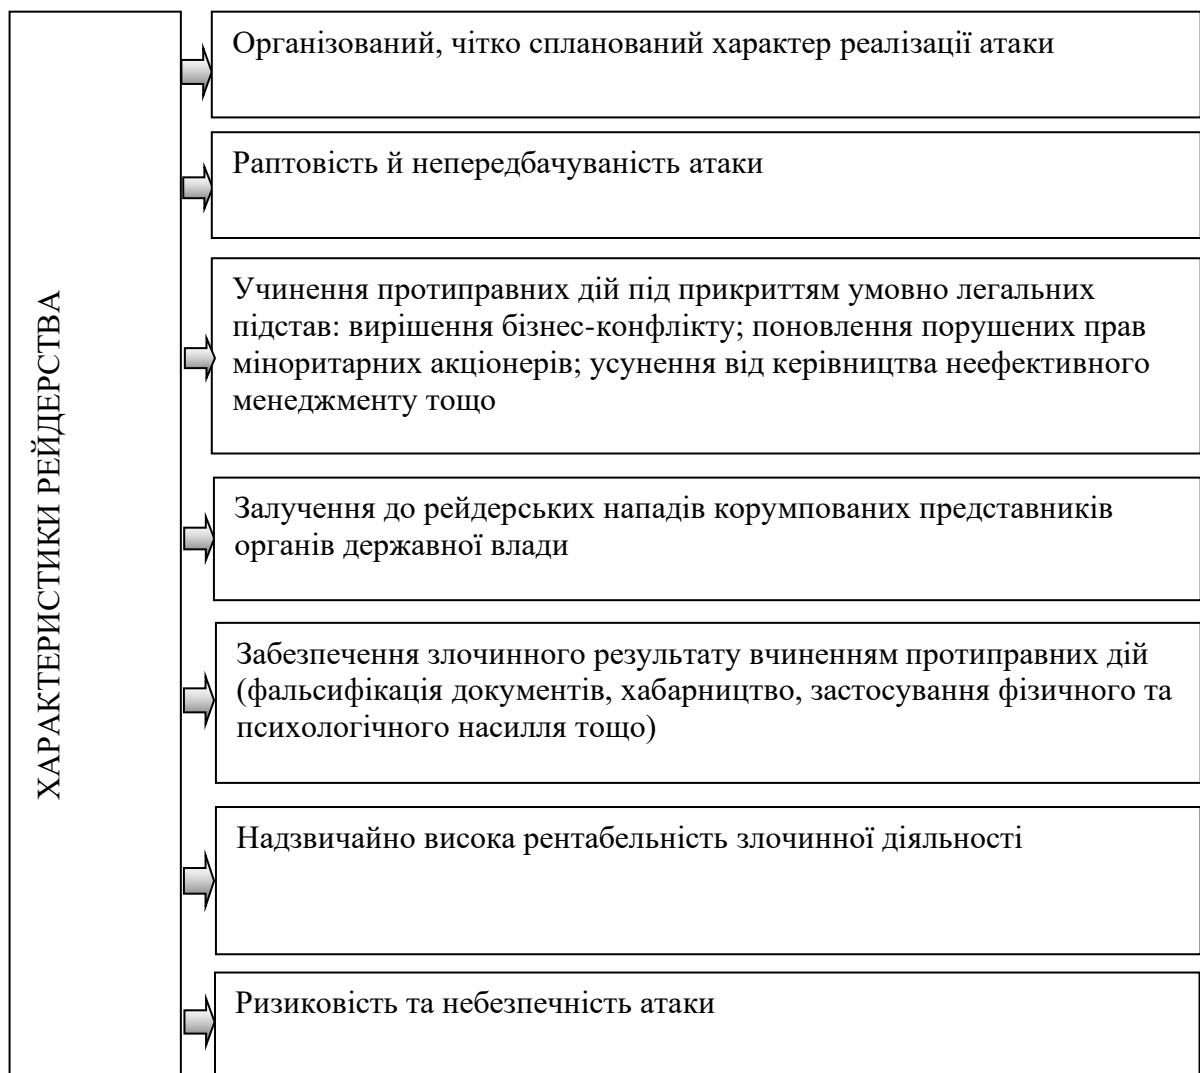 ХАРАКТЕРИСТИКИ РЕЙДЕРСТВА
Організований, чітко спланований характер реалізації атаки
Раптовість й непередбачуваність атаки
Учинення протиправних дій під прикриттям умовно легальних
підстав: вирішення бізнес-конфлікту; поновлення порушених прав
міноритарних акціонерів; усунення від керівництва неефективного
менеджменту тощо
Залучення до рейдерських нападів корумпованих представників
органів державної влади
Забезпечення злочинного результату вчиненням протиправних дій
(фальсифікація документів, хабарництво, застосування фізичного та
психологічного насилля тощо)
Надзвичайно висока рентабельність злочинної діяльності
Ризиковість та небезпечність атаки